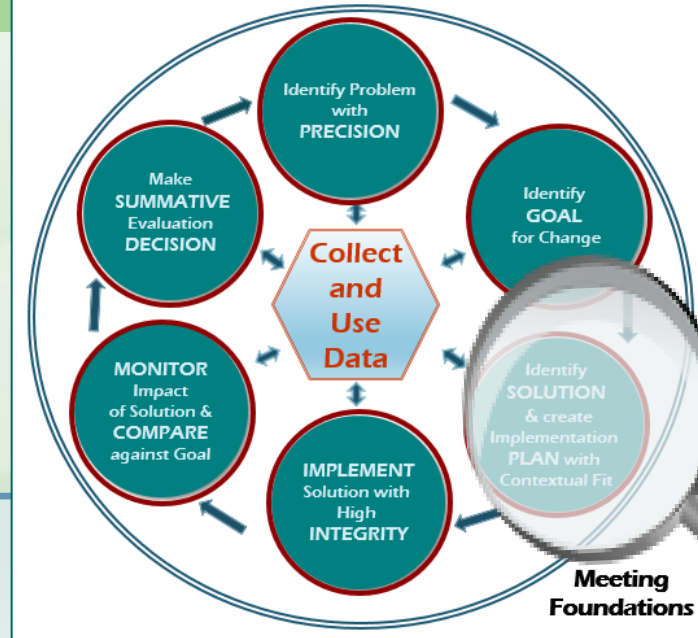 Identify Problem
with
PRECISION
Identify
GOAL
for Change
Identify
SOLUTION
& create
Implementation
PLAN with
Contextual Fit
IMPLEMENT
Solution with
High
INTEGRITY
MONITOR
Impact
of Solution &
COMPARE
against Goal
Make
SUMMATIVE
Evaluation
DECISION
Collect
and
Use
Data
Meeting
Foundations